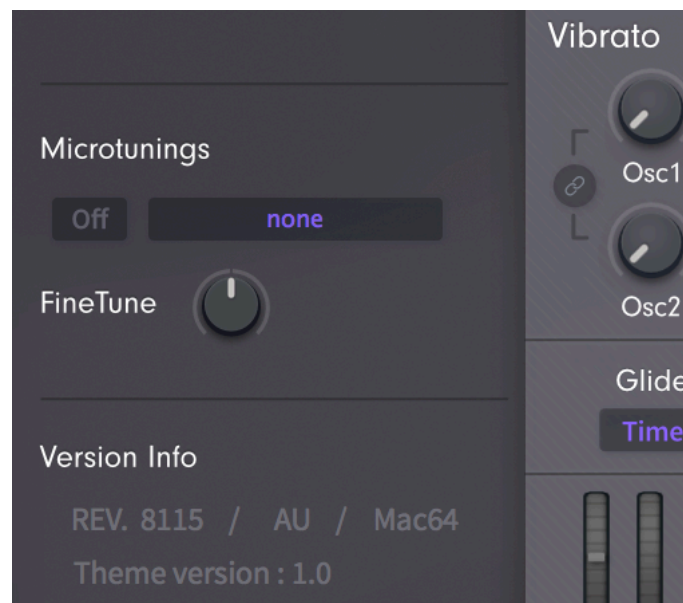 Vibrato
Osc1
Osc2
Glide
Time
Microtunings
Off none
FineTune
Version Info
REV. 8115 / AU / Mac64
Theme version : 1.0